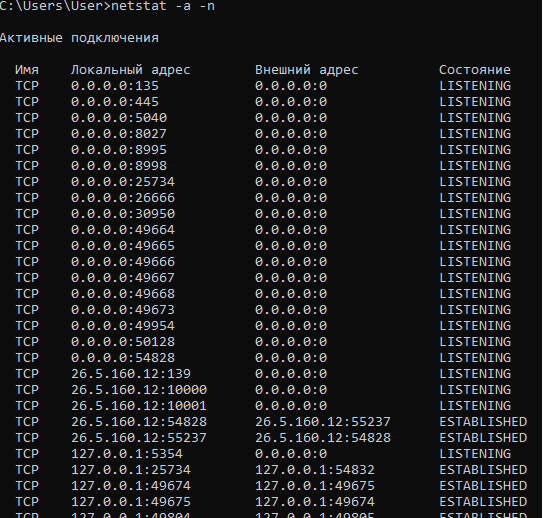 C:\Users\User>netstat -a -n
Активные подключения
Имя Локальный адрес Внешний адрес Состояние
TCP 0.0.0.0:135 0.0.0.0:0 LISTENING
TCP 0.0.0.0:445 0.0.0.0:0 LISTENING
TCP 0.0.0.0:5040 0.0.0.0:0 LISTENING
TCP 0.0.0.0:8027 0.0.0.0:0 LISTENING
TCP 0.0.0.0:8995 0.0.0.0:0 LISTENING
TCP 0.0.0.0:8998 0.0.0.0:0 LISTENING
TCP 0.0.0.0:25734 0.0.0.0:0 LISTENING
TCP 0.0.0.0:26666 0.0.0.0:0 LISTENING
TCP 0.0.0.0:30950 0.0.0.0:0 LISTENING
TCP 0.0.0.0:49664 0.0.0.0:0 LISTENING
TCP 0.0.0.0:49665 0.0.0.0:0 LISTENING
TCP 0.0.0.0:49666 0.0.0.0:0 LISTENING
TCP 0.0.0.0:49667 0.0.0.0:0 LISTENING
TCP 0.0.0.0:49668 0.0.0.0:0 LISTENING
TCP 0.0.0.0:49673 0.0.0.0:0 LISTENING
TCP 0.0.0.0:49954 0.0.0.0:0 LISTENING
TCP 0.0.0.0:50128 0.0.0.0:0 LISTENING
TCP 0.0.0.0:54828 0.0.0.0:0 LISTENING
TCP 26.5.160.12:139 0.0.0.0:0 LISTENING
TCP 26.5.160.12:10000 0.0.0.0:0 LISTENING
TCP 26.5.160.12:10001 0.0.0.0:0 LISTENING
TCP 26.5.160.12:54828 26.5.160.12:55237 ESTABLISHED
TCP 26.5.160.12:55237 26.5.160.12:54828 ESTABLISHED
TCP 127.0.0.1:5354 0.0.0.0:0 LISTENING
TCP 127.0.0.1:25734 127.0.0.1:54832 ESTABLISHED
TCP 127.0.0.1:49674 127.0.0.1:49675 ESTABLISHED
TCP 127.0.0.1:49675 127.0.0.1:49674 ESTABLISHED
TCP 127.0.0.1:49804 127.0.0.1:49805 ESTABLISHED